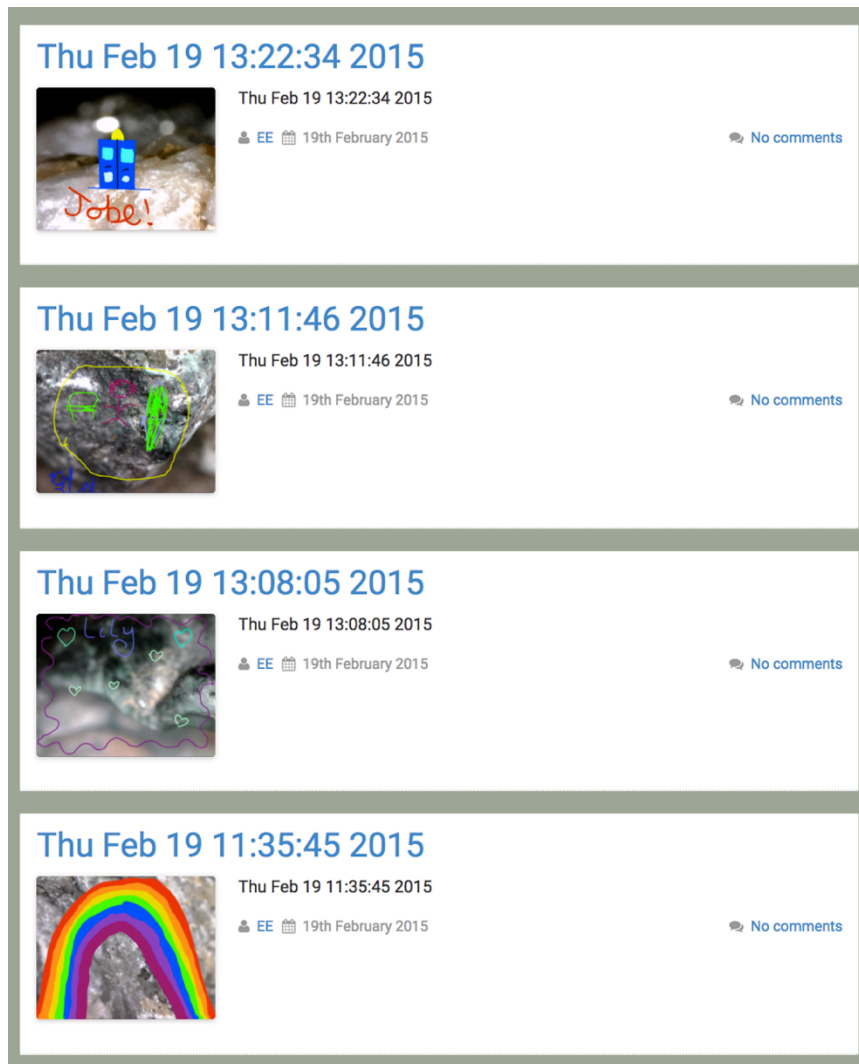 Thu Feb 19 13:22:34 2015
Thu Feb 19 13:22:34 2015
EE 19th February 2015 No comments
Jobe!
Thu Feb 19 13:11:46 2015
Thu Feb 19 13:11:46 2015
EE 19th February 2015 No comments
Thu Feb 19 13:08:05 2015
Thu Feb 19 13:08:05 2015
Lily
EE 19th February 2015 No comments
Thu Feb 19 11:35:45 2015
Thu Feb 19 11:35:45 2015
EE 19th February 2015 No comments